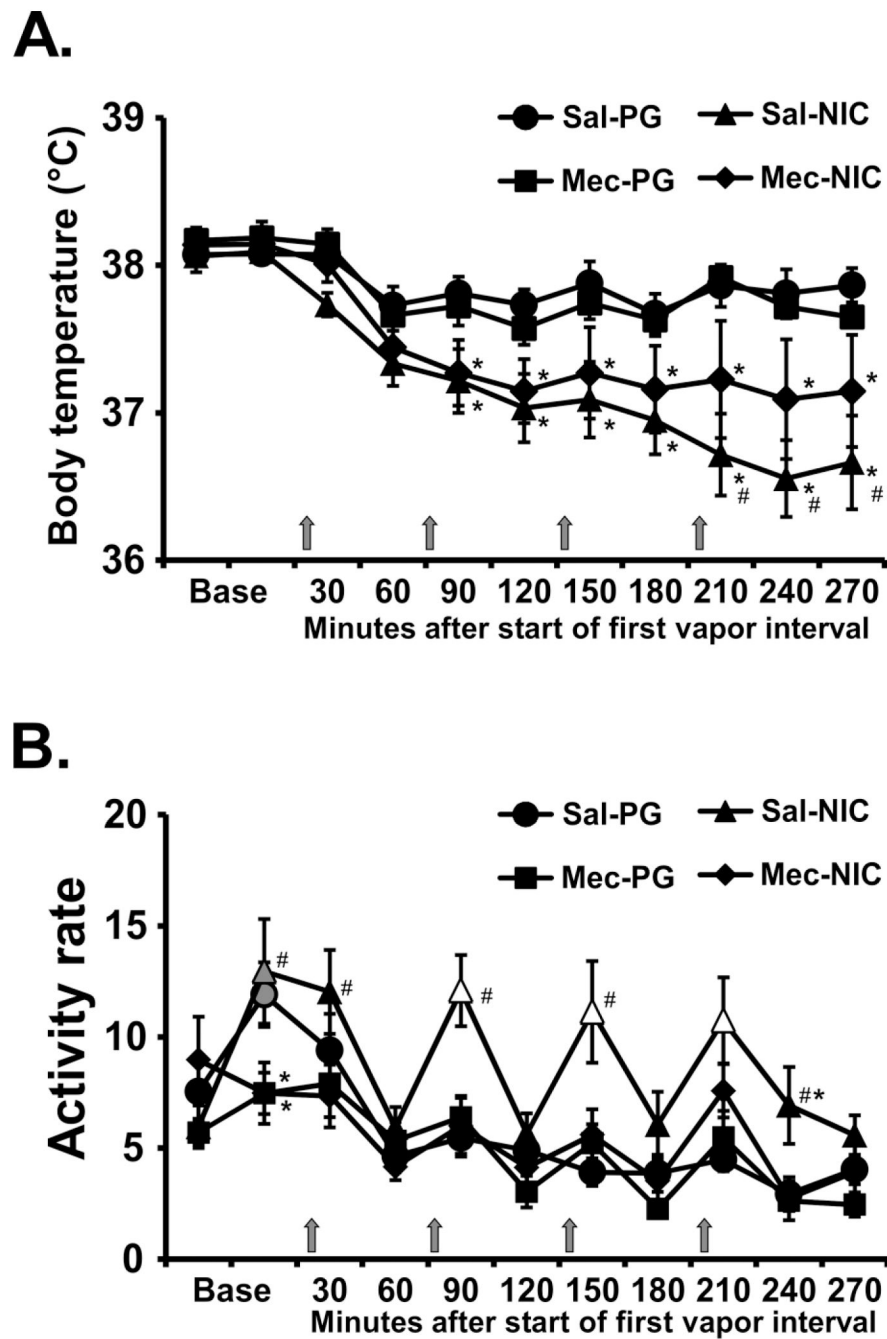 A.
39
38
37
36
Body temperature (°C)
Sal-PG
Sal-NIC
Mec-PG
Mec-NIC
* * * * * * *
* * * * * * *
# # #
Base 30 60 90 120 150 180 210 240 270
Minutes after start of first vapor interval
B.
20
15
10
5
0
Activity rate
Sal-PG
Sal-NIC
Mec-PG
Mec-NIC
# # # #
#*
*
*
Base 30 60 90 120 150 180 210 240 270
Minutes after start of first vapor interval